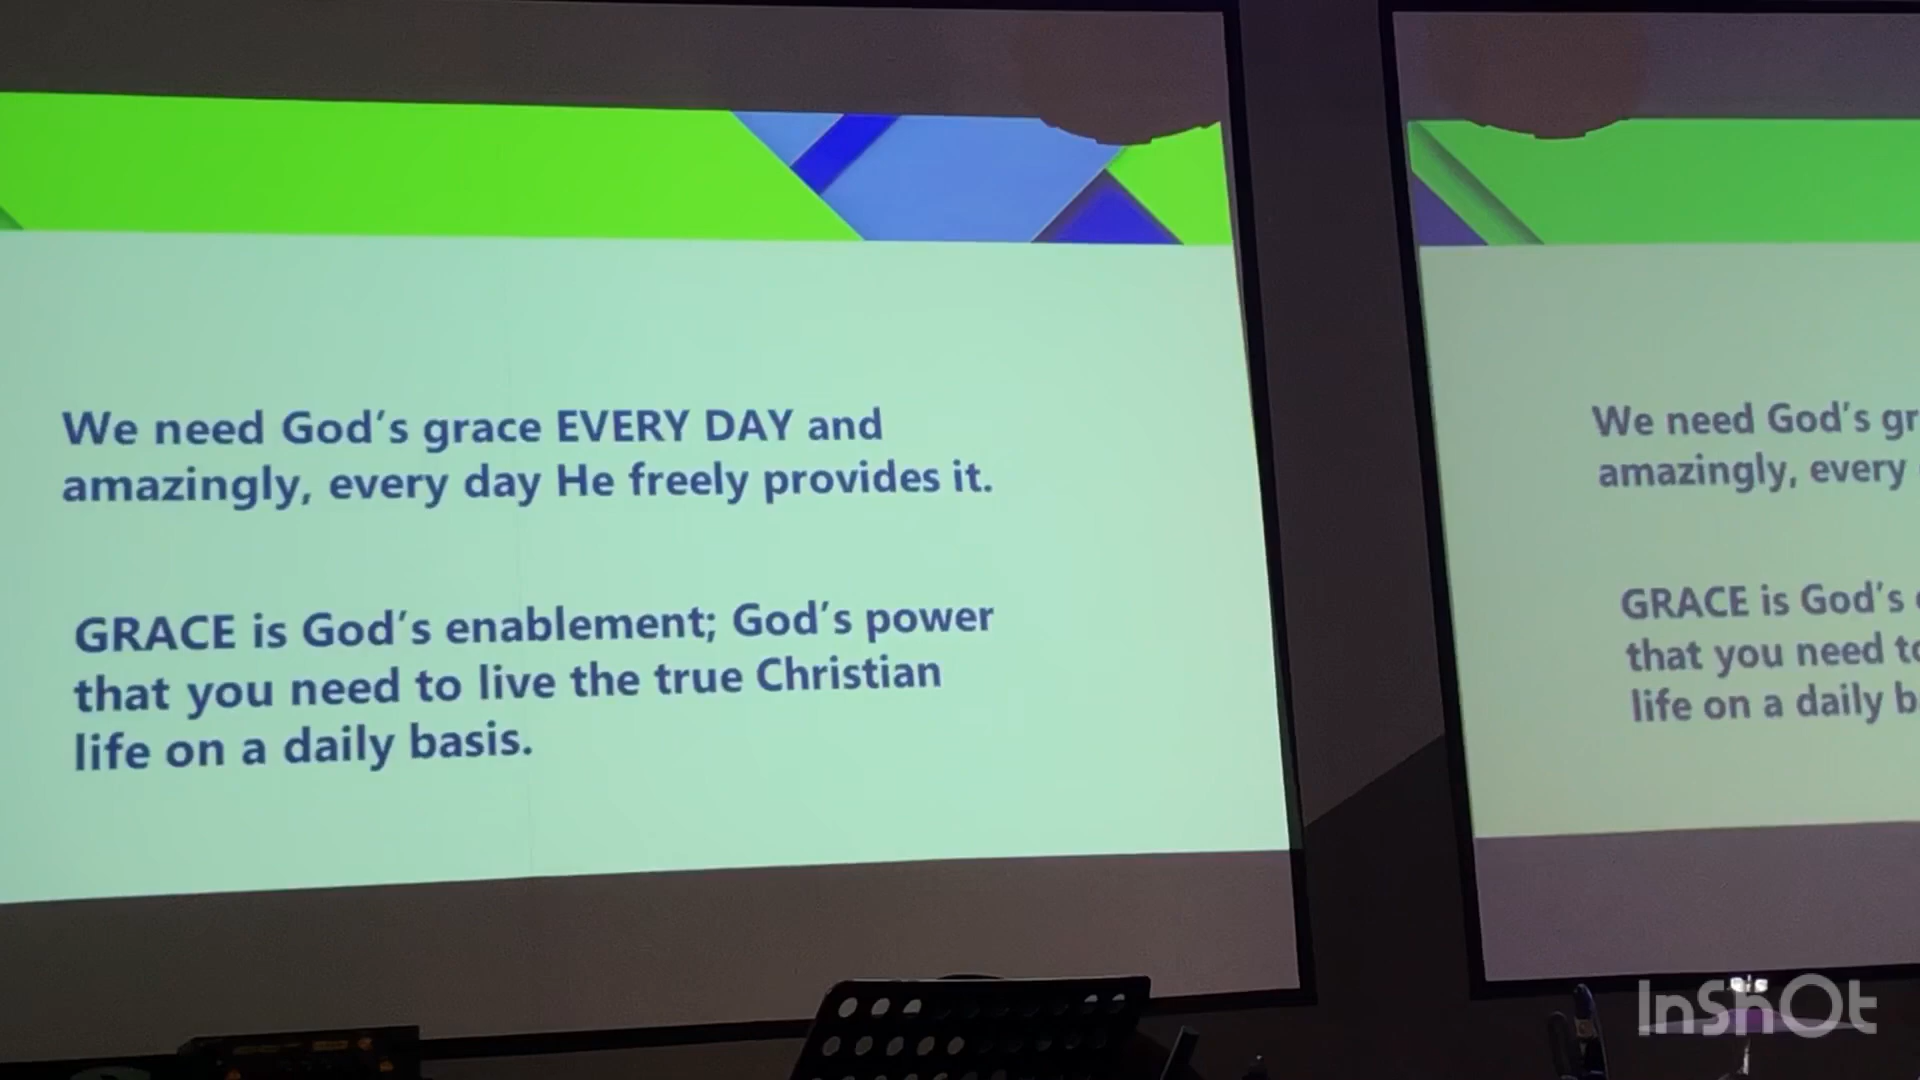 We need God's grace EVERY DAY and
amazingly, every day He freely provides it.
GRACE is God's enablement; God's power
that you need to live the true Christian
life on a daily basis.
We need God's gr
amazingly, every
GRACE is God's
that you need to
life on a daily b
InShOt